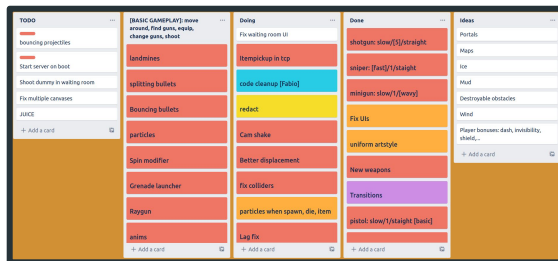 TODO
bouncing projectiles
Start server on boot
Shoot dummy in waiting room
Fix multiple canvases
JUICE
+ Add a card
[BASIC GAMEPLAY]: move
around, find guns, equip,
change guns, shoot
landmines
splitting bullets
Bouncing bullets
particles
Spin modifier
Grenade launcher
Raygun
anims
+ Add a card
Doing
Fix waiting room UI
Itempickup in tcp
code cleanup [Fabio]
redact
Cam shake
Better displacement
fix colliders
particles when spawn, die, item
Lag fix
+ Add a card
Done
shotgun: slow/[5]/straight
sniper: [fast]/1/staight
minigun: slow/1/[wavy]
Fix UIs
uniform artstyle
New weapons
Transitions
pistol: slow/1/staight [basic]
+ Add a card
Ideas
Portals
Maps
Ice
Mud
Destroyable obstacles
Wind
Player bonuses: dash, invisibility,
shield,...
+ Add a card